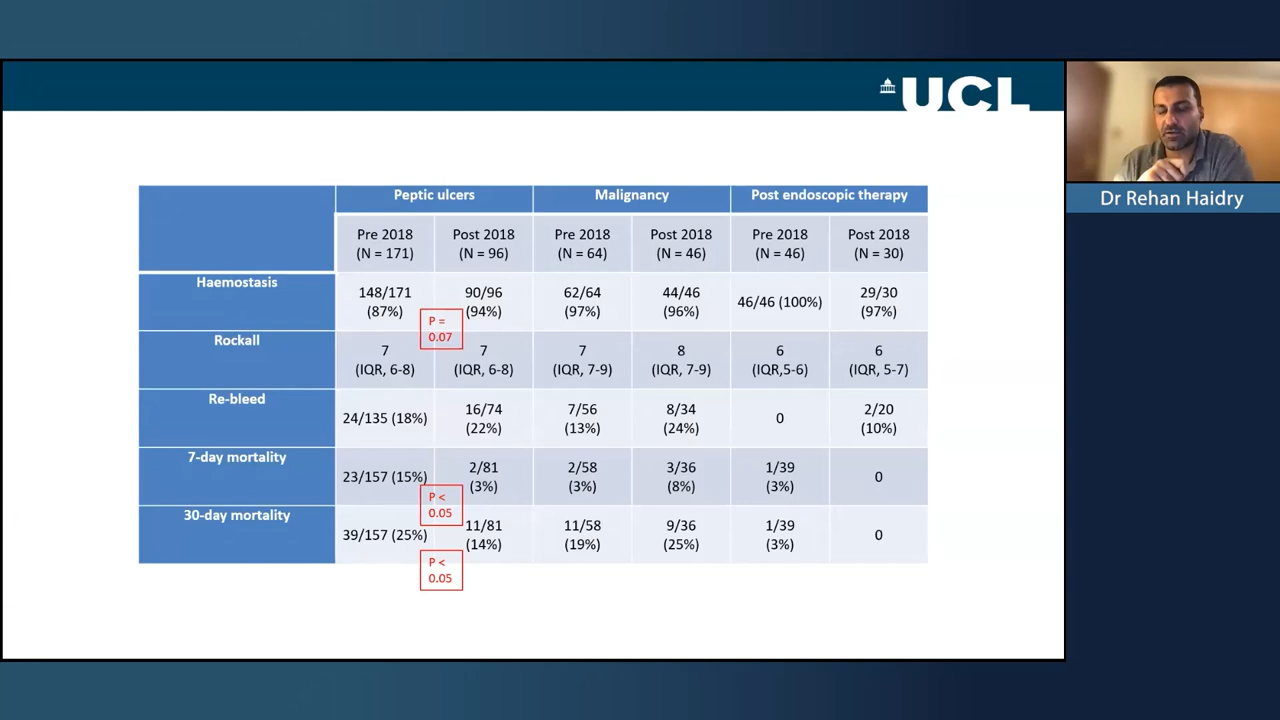 UCL
Dr Rehan Haidry
Peptic ulcers
Malignancy
Post endoscopic therapy
Pre 2018
(N = 171)
Post 2018
(N = 96)
Pre 2018
(N = 64)
Post 2018
(N = 46)
Pre 2018
(N = 46)
Post 2018
(N = 30)
Haemostasis
148/171
(87%)
90/96
(94%)
62/64
(97%)
44/46
(96%)
46/46 (100%)
29/30
(97%)
P =
0.07
Rockall
7
(IQR, 6-8)
7
(IQR, 6-8)
7
(IQR, 7-9)
8
(IQR, 7-9)
6
(IQR,5-6)
6
(IQR, 5-7)
Re-bleed
24/135 (18%)
16/74
(22%)
7/56
(13%)
8/34
(24%)
0
2/20
(10%)
7-day mortality
23/157 (15%)
2/81
(3%)
2/58
(3%)
3/36
(8%)
1/39
(3%)
0
P <
0.05
30-day mortality
39/157 (25%)
11/81
(14%)
11/58
(19%)
9/36
(25%)
1/39
(3%)
0
P <
0.05